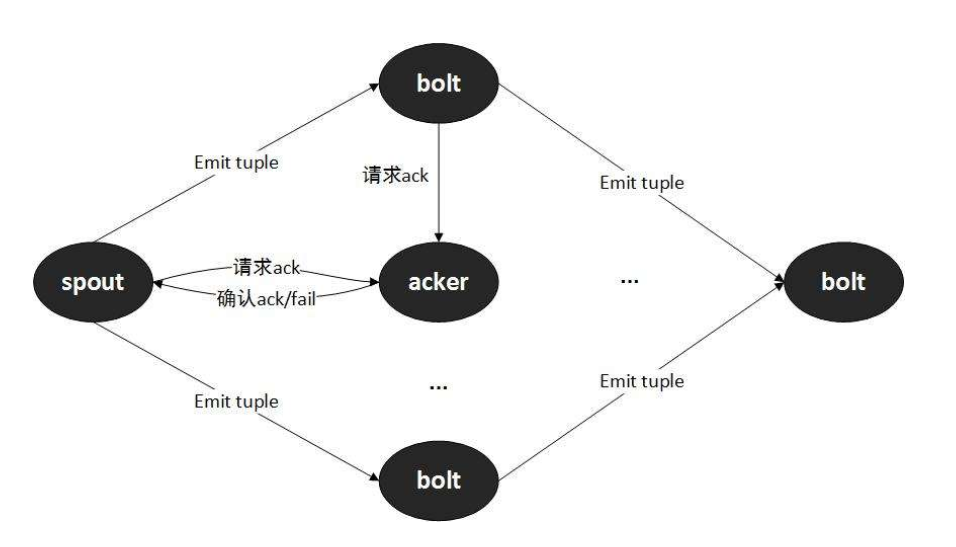 bolt
Emit tuple
请求ack
Emit tuple
spout
请求ack
确认ack/fail
acker
...
bolt
...
Emit tuple
Emit tuple
bolt